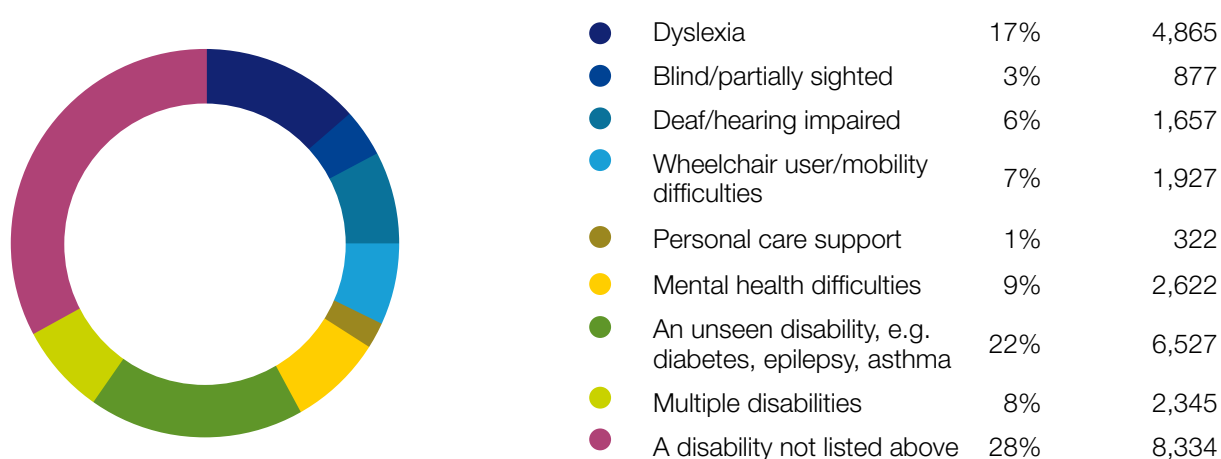 Dyslexia 17% 4,865
Blind/partially sighted 3% 877
Deaf/hearing impaired 6% 1,657
Wheelchair user/mobility
difficulties 7% 1,927
Personal care support 1% 322
Mental health difficulties 9% 2,622
An unseen disability, e.g.
diabetes, epilepsy, asthma 22% 6,527
Multiple disabilities 8% 2,345
A disability not listed above 28% 8,334